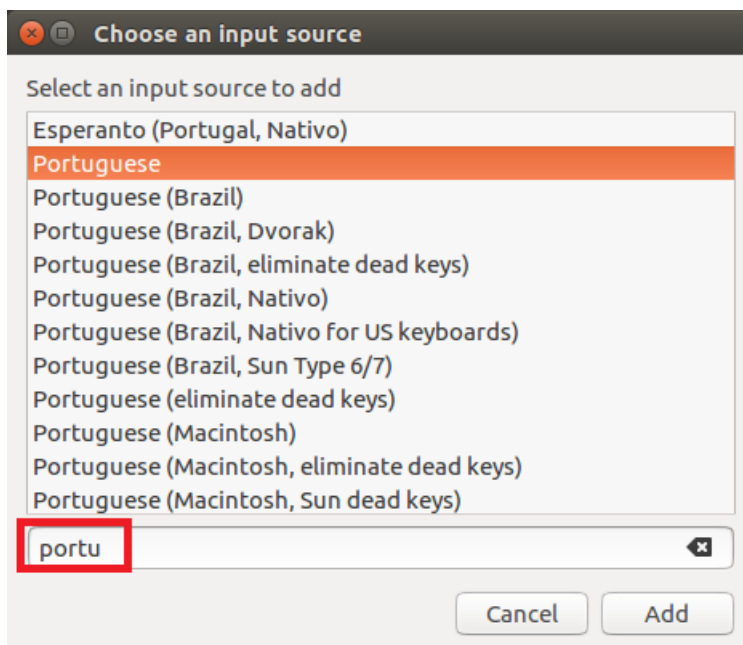 Choose an input source
Select an input source to add
Esperanto (Portugal, Nativo)
Portuguese
Portuguese (Brazil)
Portuguese (Brazil, Dvorak)
Portuguese (Brazil, eliminate dead keys)
Portuguese (Brazil, Nativo)
Portuguese (Brazil, Nativo for US keyboards)
Portuguese (Brazil, Sun Type 6/7)
Portuguese (eliminate dead keys)
Portuguese (Macintosh)
Portuguese (Macintosh, eliminate dead keys)
Portuguese (Macintosh, Sun dead keys)
portu
Cancel Add